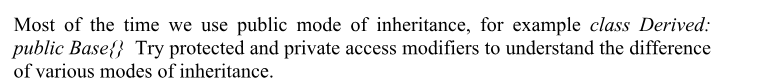 Most of the time we use public mode of inheritance, for example class Derived:
public Base{} Try protected and private access modifiers to understand the difference
of various modes of inheritance.